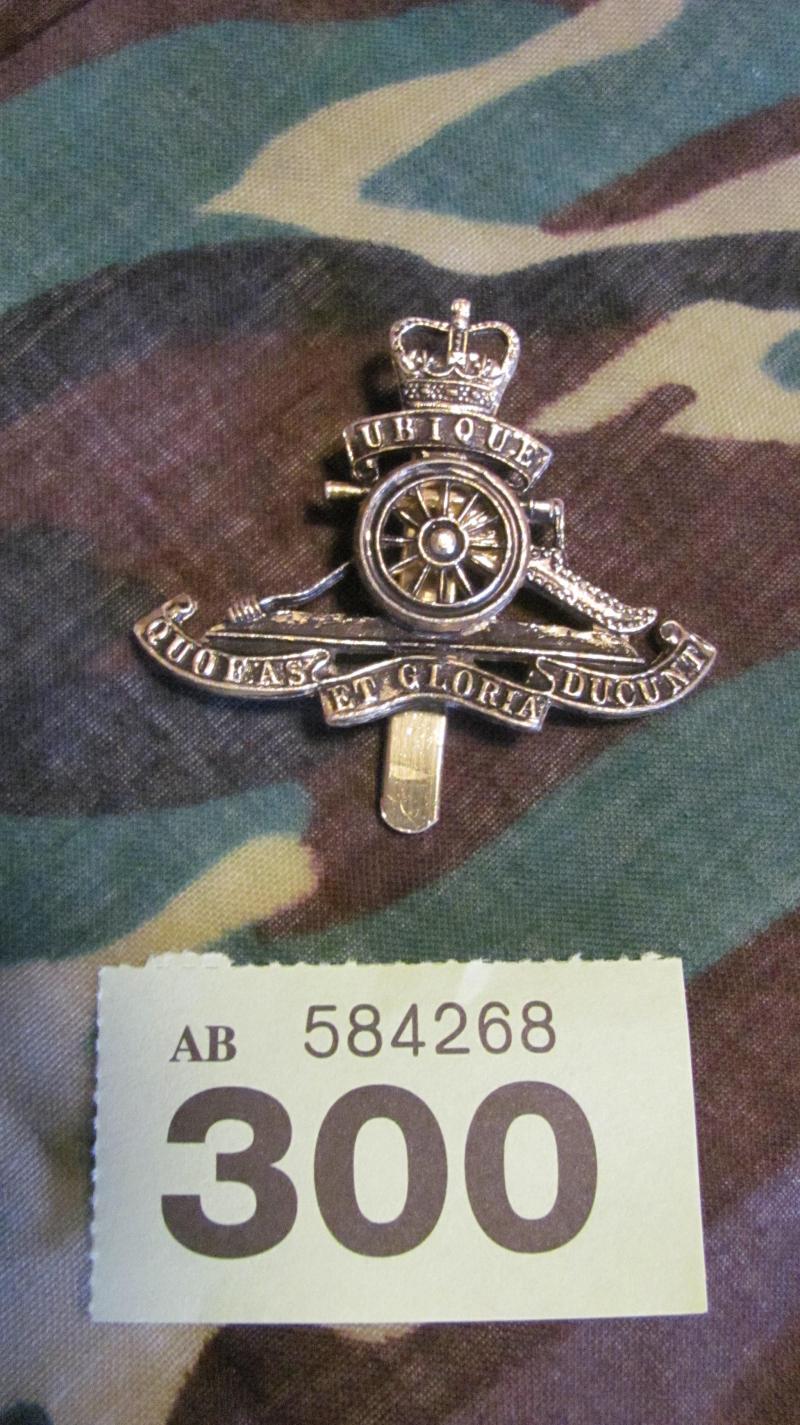 UBIQUE
QUO FAS ET GLORIA DUCUNT
AB 584268
300